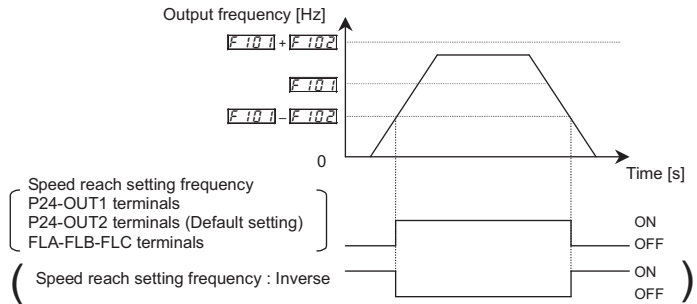 Output frequency [Hz]
F101 + F102
F101
F101 – F102
0
Time [s]
Speed reach setting frequency
P24-OUT1 terminals
P24-OUT2 terminals (Default setting)
FLA-FLB-FLC terminals
ON
OFF
( Speed reach setting frequency : Inverse
ON
OFF )